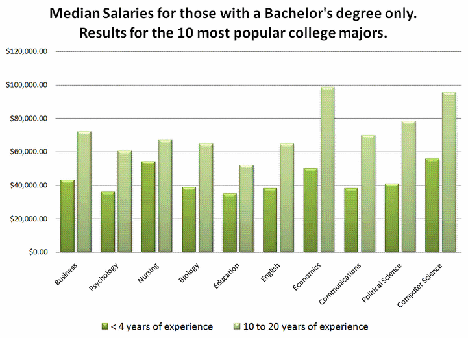 Median Salaries for those with a Bachelor's degree only.
Results for the 10 most popular college majors.
$120,000.00
$100,000.00
$80,000.00
$60,000.00
$40,000.00
$20,000.00
$0.00
Business
Psychology
Nursing
Biology
Education
English
Economics
Communications
Political Science
Computer Science
< 4 years of experience
10 to 20 years of experience